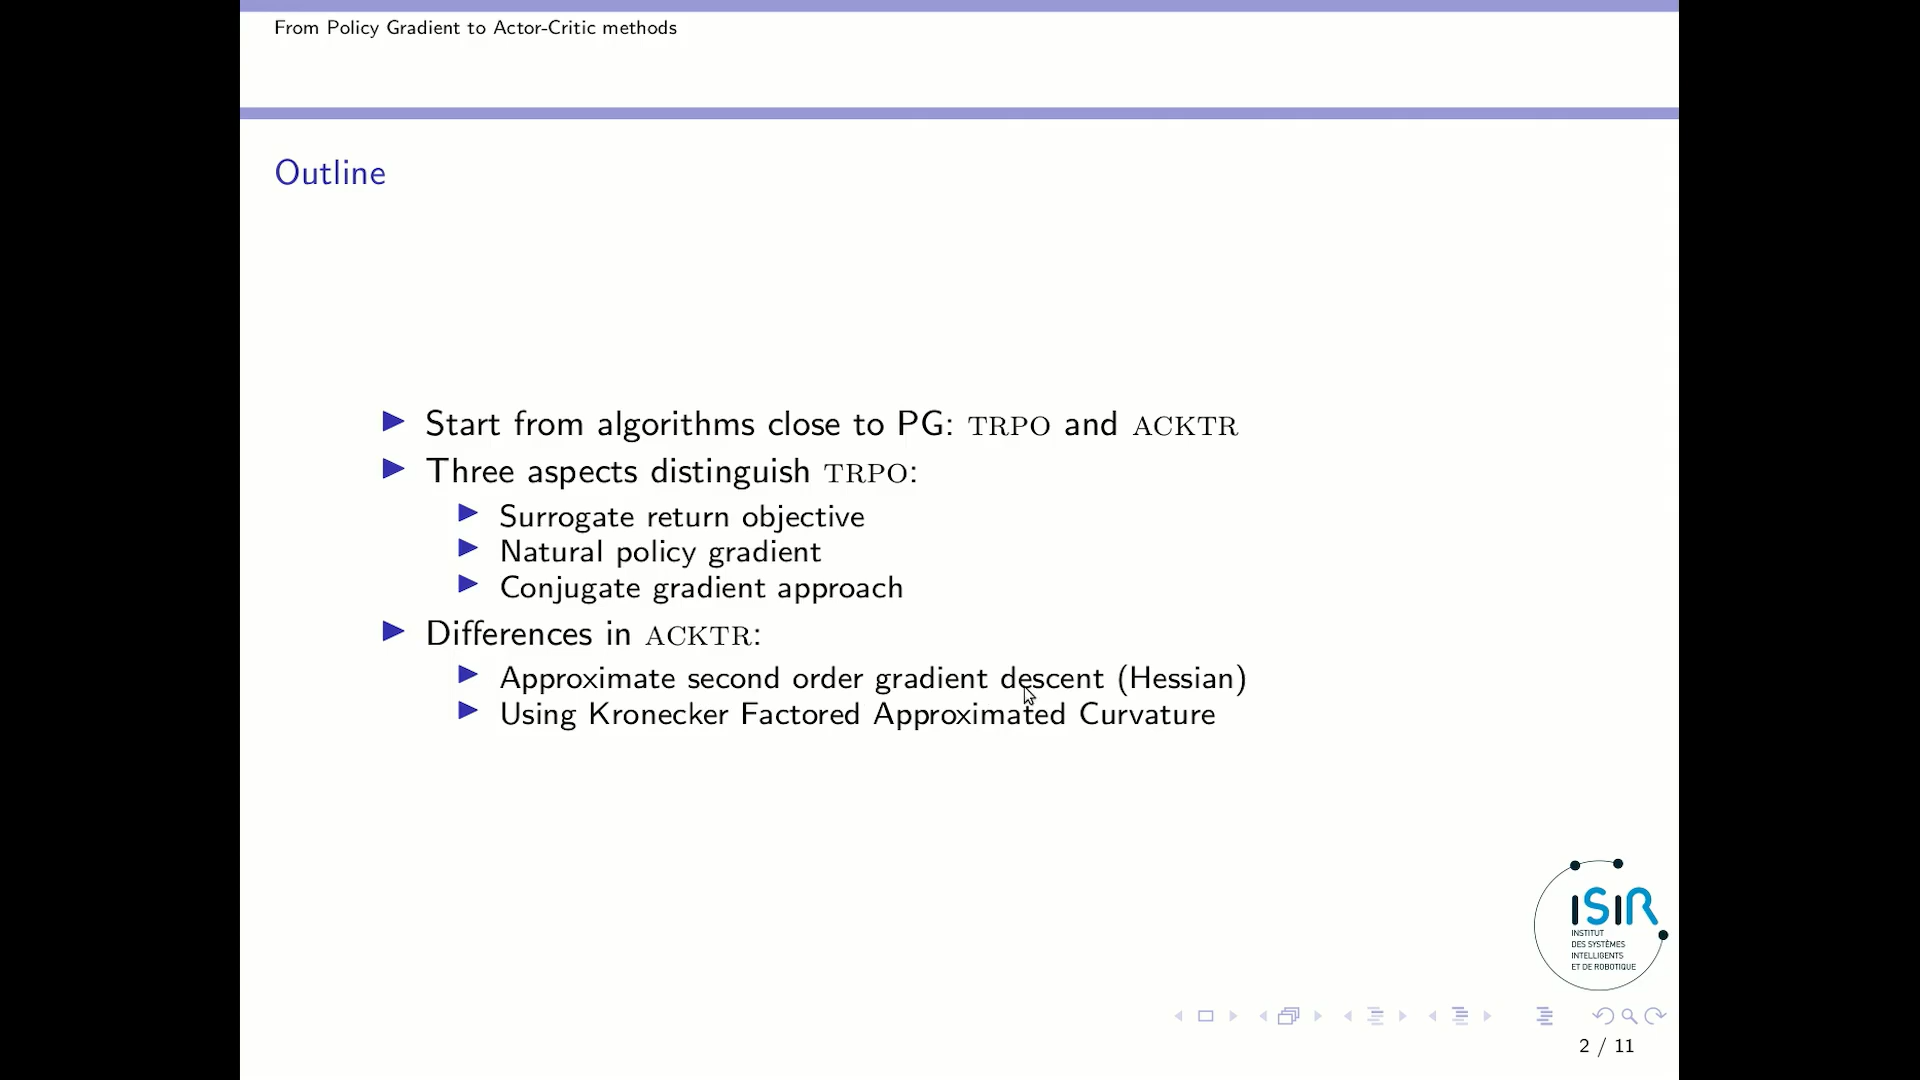 From Policy Gradient to Actor-Critic methods
Outline
Start from algorithms close to PG: TRPO and ACKTR
Three aspects distinguish TRPO:
Surrogate return objective
Natural policy gradient
Conjugate gradient approach
Differences in ACKTR:
Approximate second order gradient descent (Hessian)
Using Kronecker Factored Approximated Curvature
ISIR
INSTITUT
DES SYSTÈMES
INTELLIGENTS
ET DE ROBOTIQUE
2 / 11